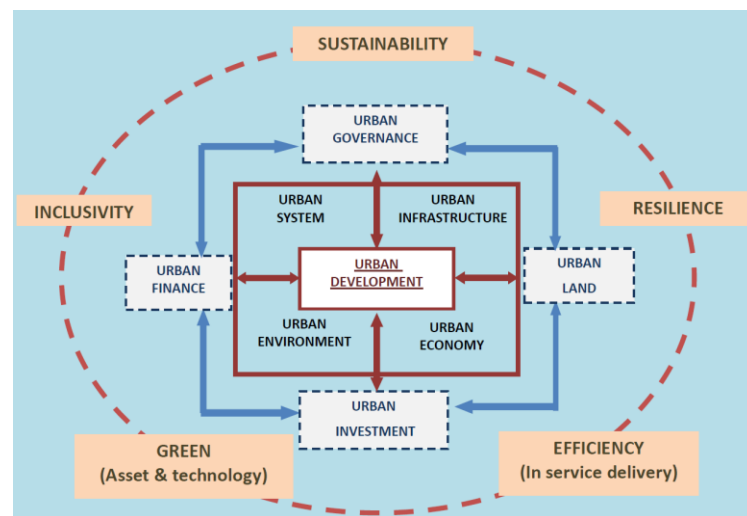 SUSTAINABILITY
URBAN
GOVERNANCE
INCLUSIVITY
URBAN
SYSTEM
URBAN
INFRASTRUCTURE
RESILIENCE
URBAN
FINANCE
URBAN
DEVELOPMENT
URBAN
LAND
URBAN
ENVIRONMENT
URBAN
ECONOMY
URBAN
INVESTMENT
GREEN
(Asset & technology)
EFFICIENCY
(In service delivery)